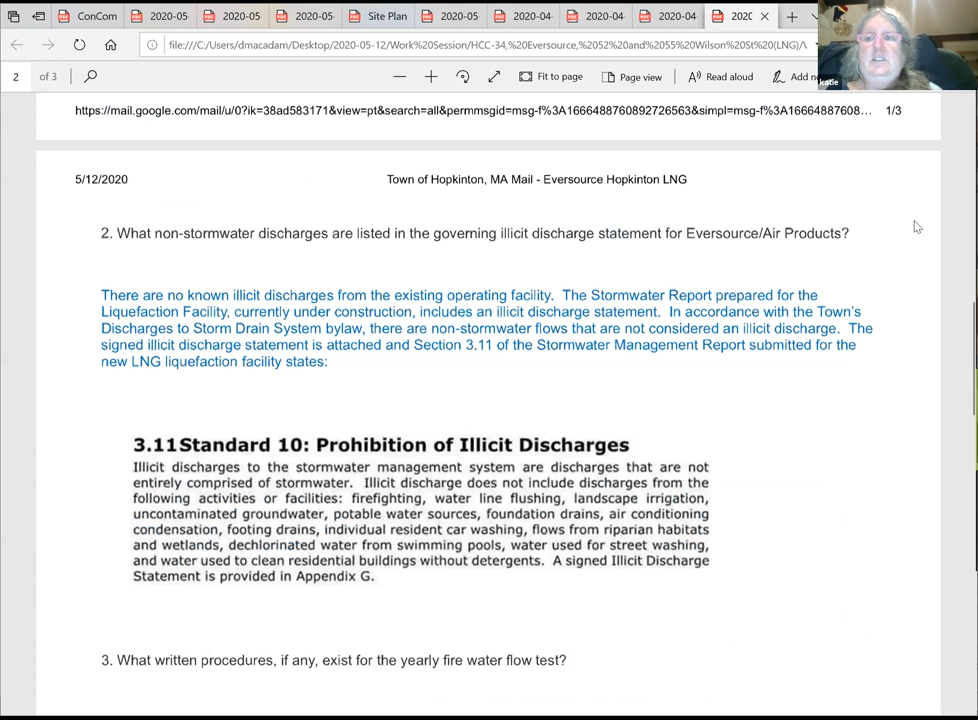 ConCom
2020-05
2020-05
2020-05
Site Plan
2020-05
2020-04
2020-04
2020-04
2020
file:///C:/Users/dmacadam/Desktop/2020-05-12/Work%20Session/HCC-34,%20Eversource,%2052%20and%2055%20Wilson%20St%20(LNG)/V
2 of 3
Fit to page
Page view
Read aloud
Add no
katie
https://mail.google.com/mail/u/0?ik=38ad583171&view=pt&search=all&permmsgid=msg-f%3A1666488760892726563&simpl=msg-f%3A16664887608... 1/3
5/12/2020 Town of Hopkinton, MA Mail - Eversource Hopkinton LNG
2. What non-stormwater discharges are listed in the governing illicit discharge statement for Eversource/Air Products?
There are no known illicit discharges from the existing operating facility. The Stormwater Report prepared for the
Liquefaction Facility, currently under construction, includes an illicit discharge statement. In accordance with the Town's
Discharges to Storm Drain System bylaw, there are non-stormwater flows that are not considered an illicit discharge. The
signed illicit discharge statement is attached and Section 3.11 of the Stormwater Management Report submitted for the
new LNG liquefaction facility states:
3.11Standard 10: Prohibition of Illicit Discharges
Illicit discharges to the stormwater management system are discharges that are not
entirely comprised of stormwater. Illicit discharge does not include discharges from the
following activities or facilities: firefighting, water line flushing, landscape irrigation,
uncontaminated groundwater, potable water sources, foundation drains, air conditioning
condensation, footing drains, individual resident car washing, flows from riparian habitats
and wetlands, dechlorinated water from swimming pools, water used for street washing,
and water used to clean residential buildings without detergents. A signed Illicit Discharge
Statement is provided in Appendix G.
3. What written procedures, if any, exist for the yearly fire water flow test?